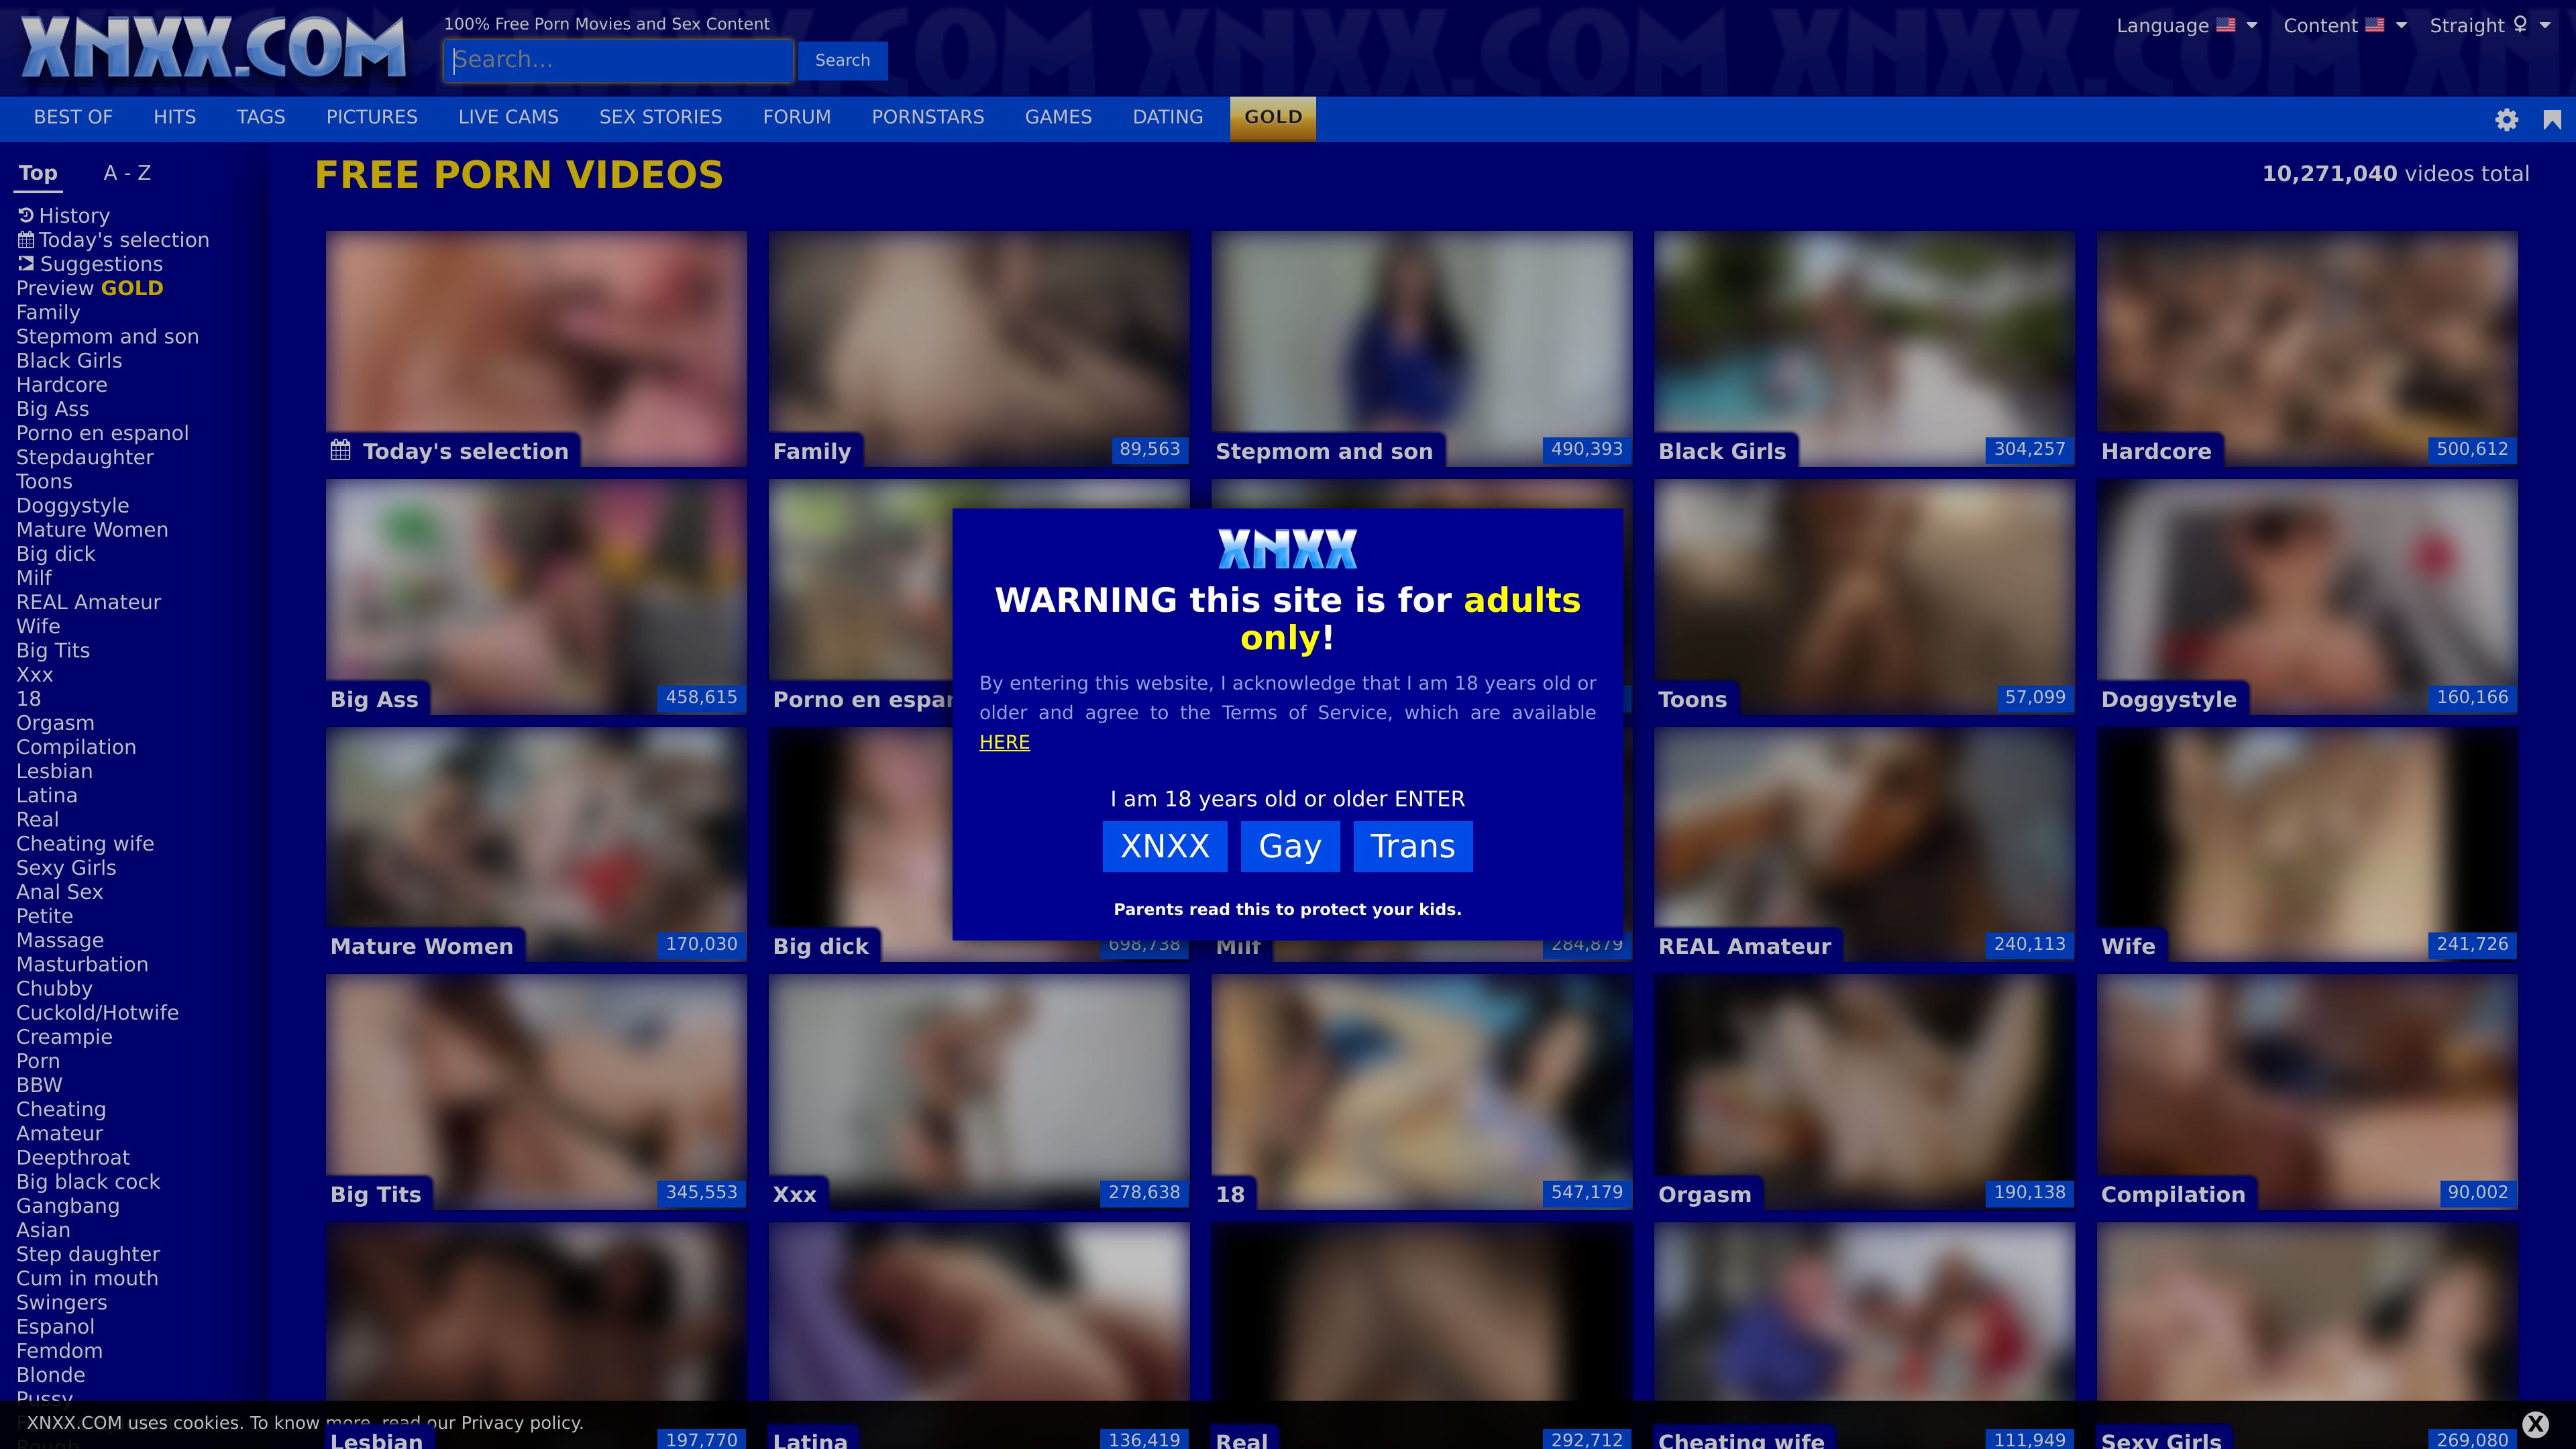 XNXX.COM
100% Free Porn Movies and Sex Content
Search...
Search
Language
Content
Straight
BEST OF
HITS
TAGS
PICTURES
LIVE CAMS
SEX STORIES
FORUM
PORNSTARS
GAMES
DATING
GOLD
Top
A - Z
History
Today's selection
Suggestions
Preview GOLD
Family
Stepmom and son
Black Girls
Hardcore
Big Ass
Porno en espanol
Stepdaughter
Toons
Doggystyle
Mature Women
Big dick
Milf
REAL Amateur
Wife
Big Tits
Xxx
18
Orgasm
Compilation
Lesbian
Latina
Real
Cheating wife
Sexy Girls
Anal Sex
Petite
Massage
Masturbation
Chubby
Cuckold/Hotwife
Creampie
Porn
BBW
Cheating
Amateur
Deepthroat
Big black cock
Gangbang
Asian
Step daughter
Cum in mouth
Swingers
Espanol
Femdom
Blonde
Pussy
FREE PORN VIDEOS
10,271,040 videos total
Today's selection
Family
89,563
Stepmom and son
490,393
Black Girls
304,257
Hardcore
500,612
Big Ass
458,615
Porno en espa
Toons
57,099
Doggystyle
160,166
Mature Women
170,030
Big dick
698,738
Milf
284,879
REAL Amateur
240,113
Wife
241,726
Big Tits
345,553
Xxx
278,638
18
547,179
Orgasm
190,138
Compilation
90,002
Lesbian
197,770
Latina
136,419
Real
292,712
Cheating wife
111,949
Sexy Girls
269,080
XNXX
WARNING this site is for adults
only!
By entering this website, I acknowledge that I am 18 years old or
older and agree to the Terms of Service, which are available
HERE
I am 18 years old or older ENTER
XNXX
Gay
Trans
Parents read this to protect your kids.
XNXX.COM uses cookies. To know more, read our Privacy policy.
X